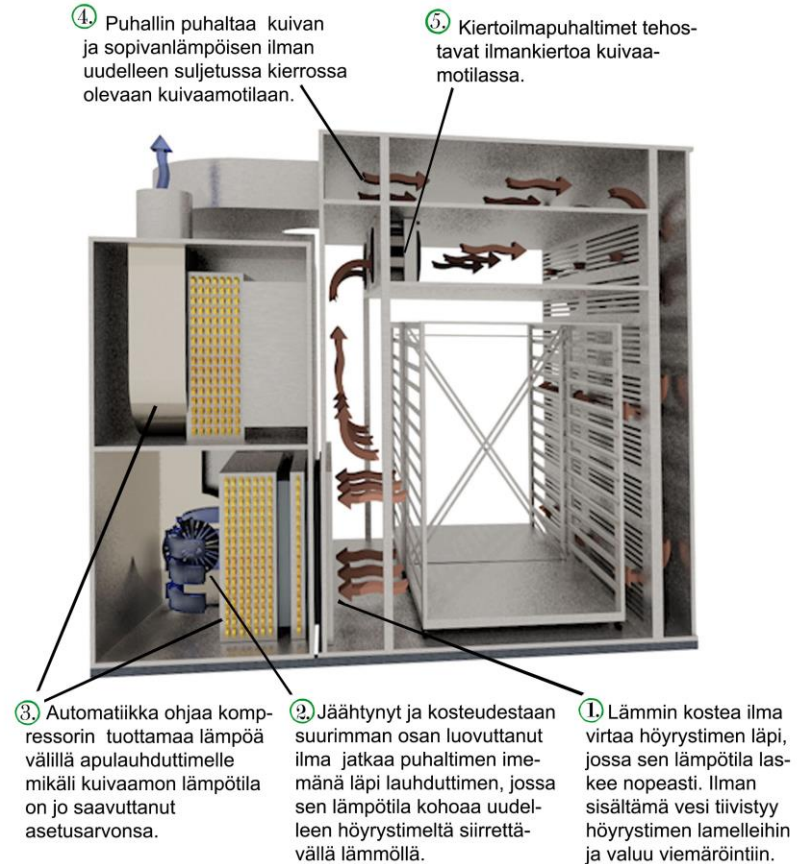 4. Puhallin puhaltaa kuivan
ja sopivanlämpöisen ilman
uudelleen suljetussa kierrossa
olevaan kuivaamotilaan.
5. Kiertoilmapuhaltimet tehos-
tavat ilmankiertoa kuivaa-
motilassa.
3. Automatiikka ohjaa komp-
ressorin tuottamaa lämpöä
välillä apulauhduttimelle
mikäli kuivaamon lämpötila
on jo saavuttanut
asetusarvonsa.
2. Jäähtynyt ja kosteudestaan
suurimman osan luovuttanut
ilma jatkaa puhaltimen ime-
mänä läpi lauhduttimen, jossa
sen lämpötila kohoaa uudel-
leen höyrystimeltä siirrettä-
vällä lämmöllä.
1. Lämmin kostea ilma
virtaa höyrystimen läpi,
jossa sen lämpötila las-
kee nopeasti. Ilman
sisältämä vesi tiivistyy
höyrystimen lamelleihin
ja valuu viemäröintiin.